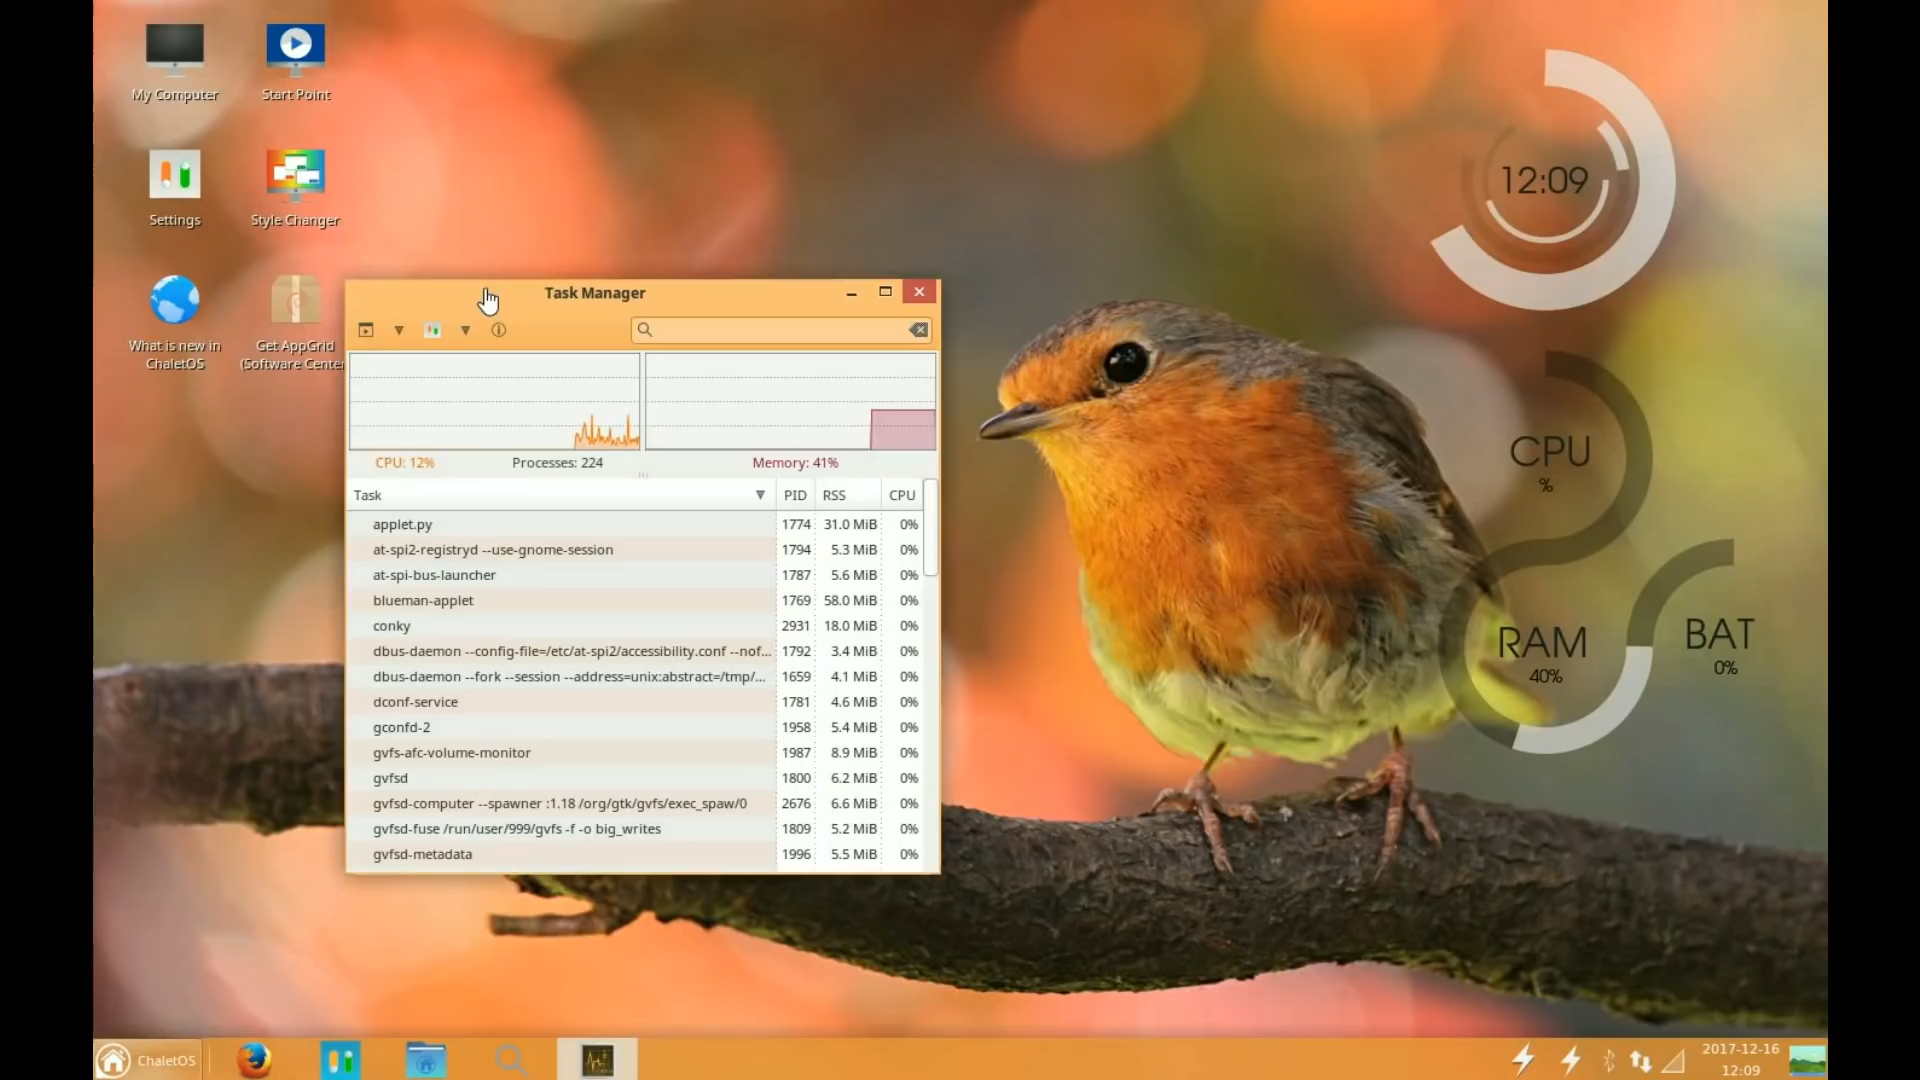 My Computer
Start Point
Settings
Style Changer
What is new in
ChaletOS
Get AppGrid
(Software Cente
Task Manager
CPU: 12%
Processes: 224
Memory: 41%
Task PID RSS CPU
applet.py 1774 31.0 MiB 0%
at-spi2-registryd --use-gnome-session 1794 5.3 MiB 0%
at-spi-bus-launcher 1787 5.6 MiB 0%
blueman-applet 1769 58.0 MiB 0%
conky 2931 18.0 MiB 0%
dbus-daemon --config-file=/etc/at-spi2/accessibility.conf --nof... 1792 3.4 MiB 0%
dbus-daemon --fork --session --address=unix:abstract=/tmp/... 1659 4.1 MiB 0%
dconf-service 1781 4.6 MiB 0%
gconfd-2 1958 5.4 MiB 0%
gvfs-afc-volume-monitor 1987 8.9 MiB 0%
gvfsd 1800 6.2 MiB 0%
gvfsd-computer --spawner :1.18 /org/gtk/gvfs/exec_spaw/0 2676 6.6 MiB 0%
gvfsd-fuse /run/user/999/gvfs -f -o big_writes 1809 5.2 MiB 0%
gvfsd-metadata 1996 5.5 MiB 0%
12:09
CPU
%
RAM
40%
BAT
0%
ChaletOS
2017-12-16
12:09